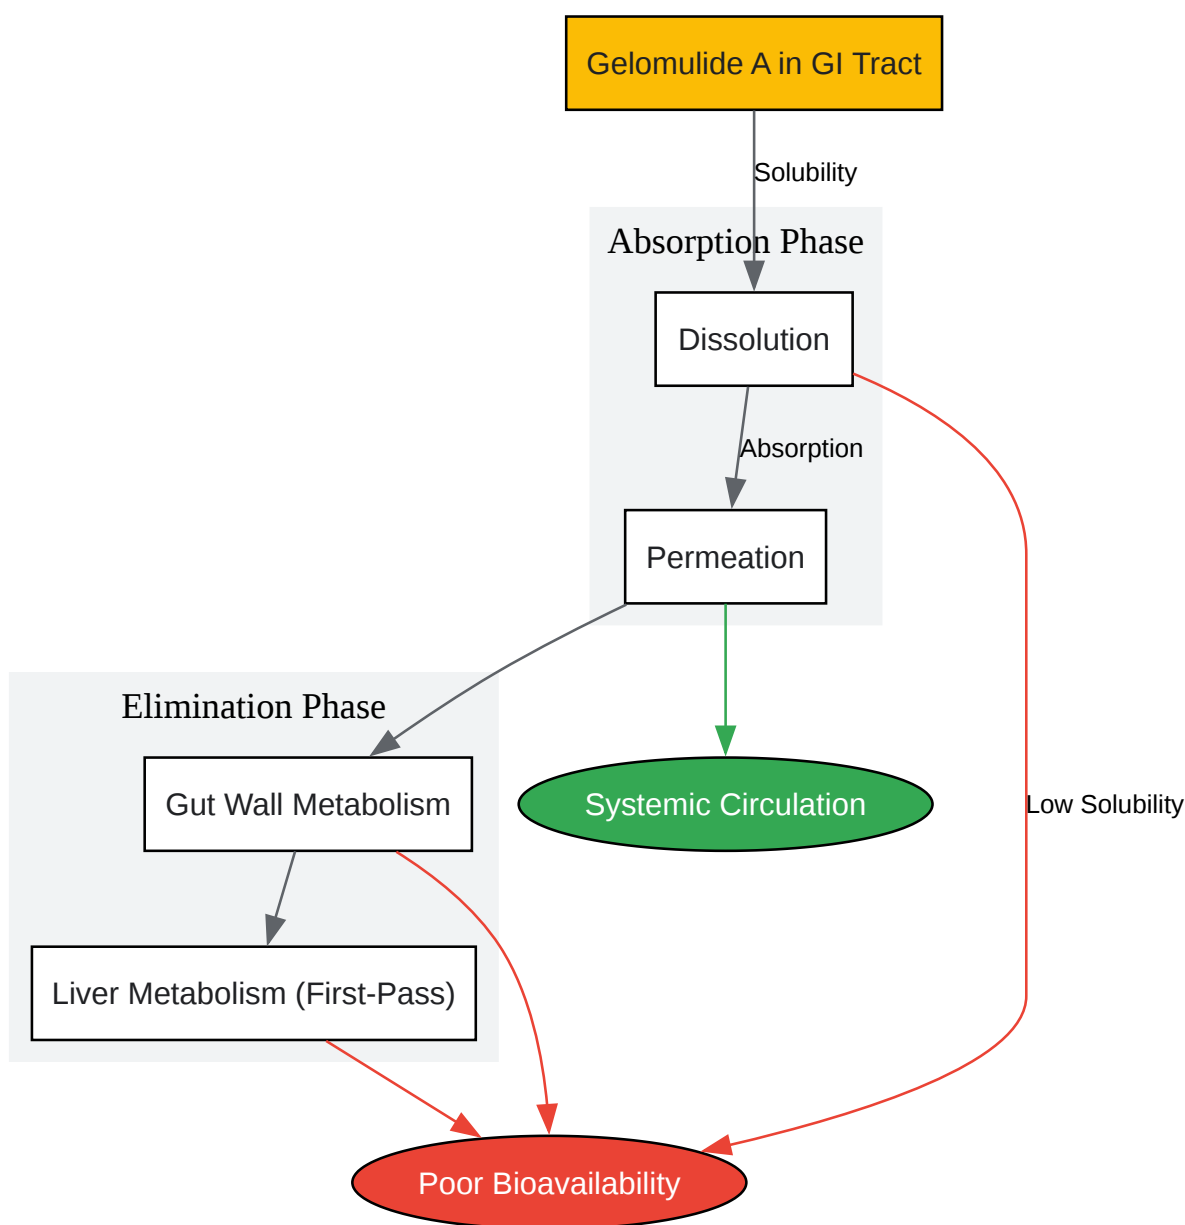 Gelomulide A in GI Tract
Solubility
Absorption Phase
Dissolution
Absorption
Permeation
Elimination Phase
Gut Wall Metabolism
Systemic Circulation
Low Solubility
Liver Metabolism (First-Pass)
Poor Bioavailability